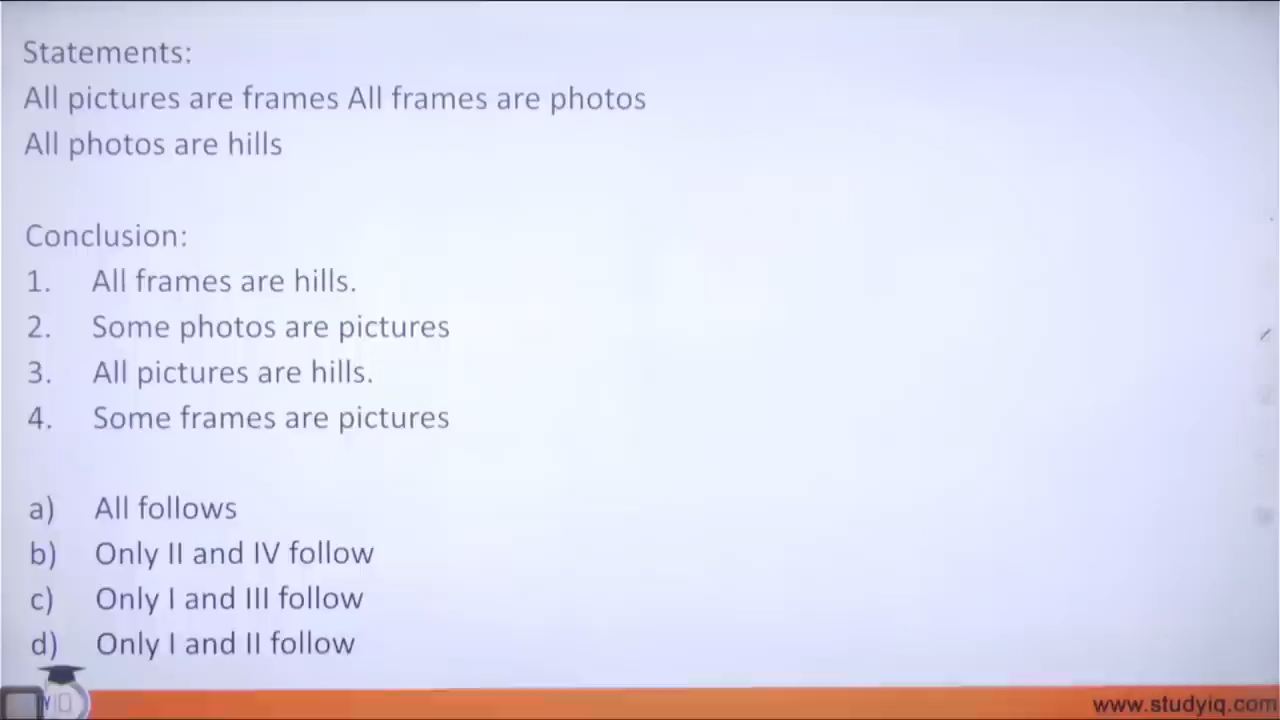 Statements:
All pictures are frames All frames are photos
All photos are hills
Conclusion:
1. All frames are hills.
2. Some photos are pictures
3. All pictures are hills.
4. Some frames are pictures
a) All follows
b) Only II and IV follow
c) Only I and III follow
d) Only I and II follow
www.studyiq.com